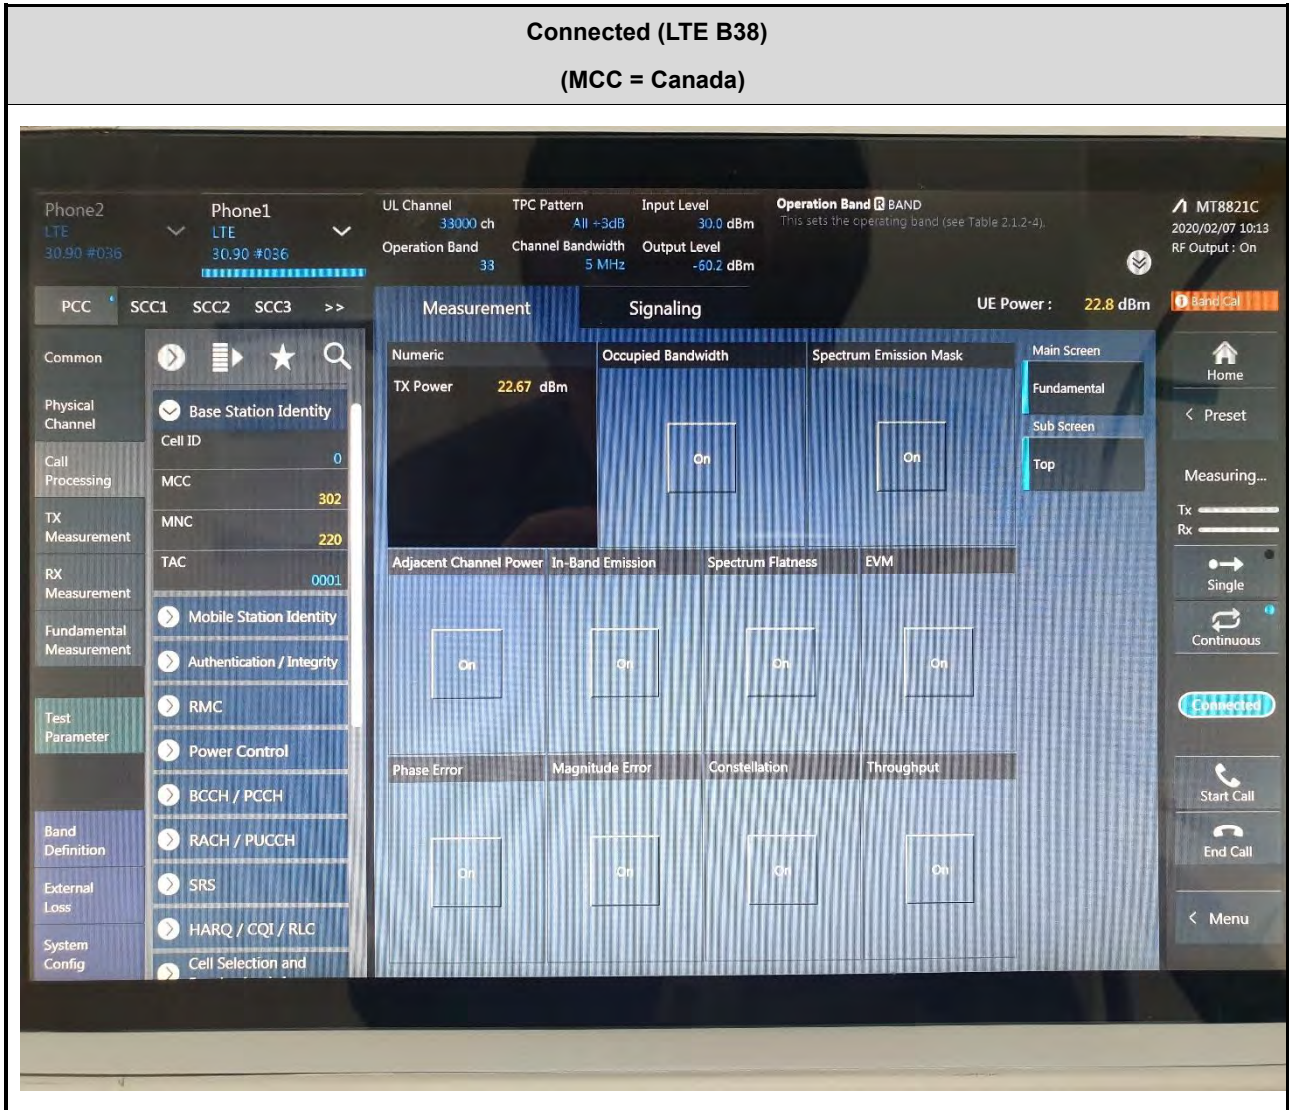 Connected (LTE B38)
(MCC = Canada)
Phone2
LTE
30.90 #036
Phone1
LTE
30.90 #036
UL Channel
38000 ch
Operation Band
38
TPC Pattern
All +3dB
Channel Bandwidth
5 MHz
Input Level
30.0 dBm
Output Level
-60.2 dBm
Operation Band R BAND
This sets the operating band (see Table 2.1.2-4).
MT8821C
2020/02/07 10:13
RF Output : On
PCC SCC1 SCC2 SCC3 >>
Measurement
Signaling
UE Power : 22.8 dBm
Band Cal
Common
Physical
Channel
Call
Processing
TX
Measurement
RX
Measurement
Fundamental
Measurement
Test
Parameter
Band
Definition
External
Loss
System
Config
Base Station Identity
Cell ID
0
MCC
302
MNC
220
TAC
0001
Mobile Station Identity
Authentication / Integrity
RMC
Power Control
BCCH / PCCH
RACH / PUCCH
SRS
HARQ / CQI / RLC
Cell Selection and
Numeric
TX Power 22.67 dBm
Occupied Bandwidth
On
Spectrum Emission Mask
On
Adjacent Channel Power
On
In-Band Emission
On
Spectrum Flatness
On
EVM
On
Phase Error
On
Magnitude Error
On
Constellation
On
Throughput
On
Main Screen
Fundamental
Sub Screen
Top
Home
< Preset
Measuring...
Tx
Rx
Single
Continuous
Connected
Start Call
End Call
< Menu